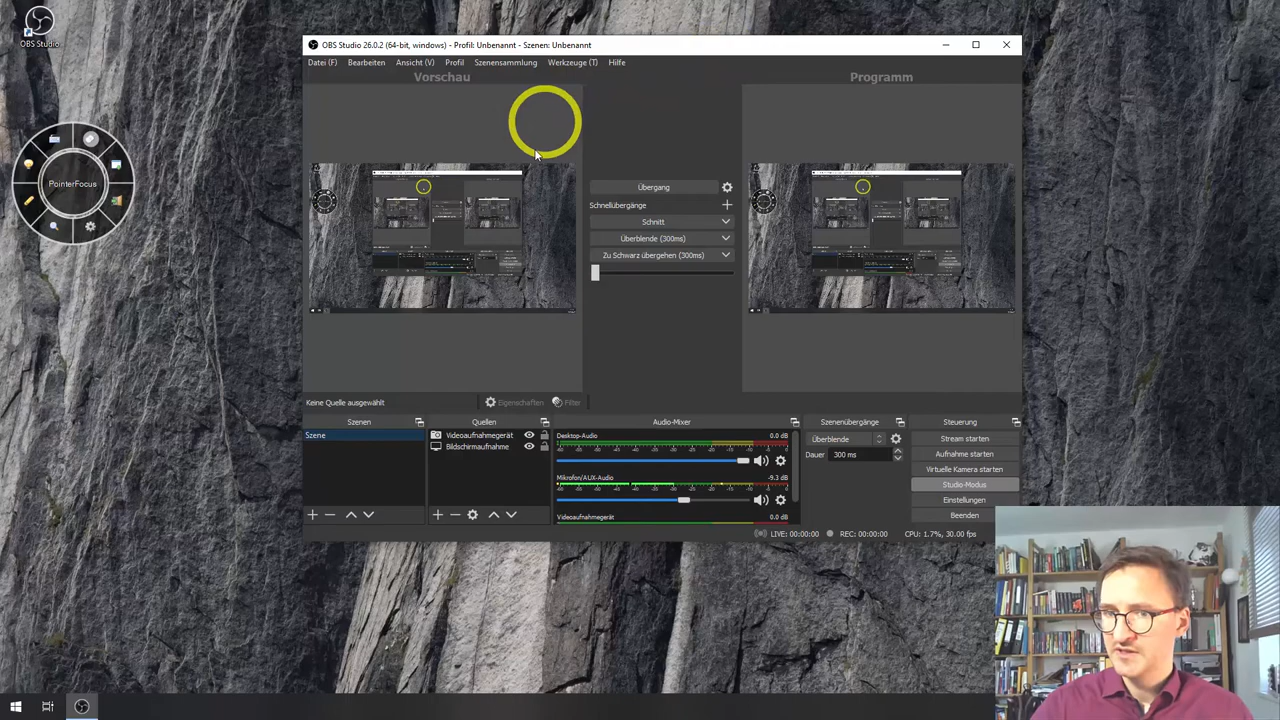 OBS Studio
OBS Studio 26.0.2 (64-bit, windows) - Profil: Unbenannt - Szenen: Unbenannt
Datei (F) Bearbeiten Ansicht (V) Profil Szenensammlung Werkzeuge (T) Hilfe
Vorschau
Programm
PointerFocus
Übergang
Schnellübergänge
Schnitt
Überblende (300ms)
Zu Schwarz übergehen (300ms)
Keine Quelle ausgewählt
Eigenschaften
Filter
Szenen
Szene
Quellen
Videoaufnahmegerät
Bildschirmaufnahme
Audio-Mixer
Desktop-Audio 0.0 dB
Mikrofon/AUX-Audio -9.3 dB
Videoaufnahmegerät 0.0 dB
Szenenübergänge
Überblende
Dauer 300 ms
Steuerung
Stream starten
Aufnahme starten
Virtuelle Kamera starten
Studio-Modus
Einstellungen
Beenden
LIVE: 00:00:00 REC: 00:00:00 CPU: 1.7%, 30.00 fps